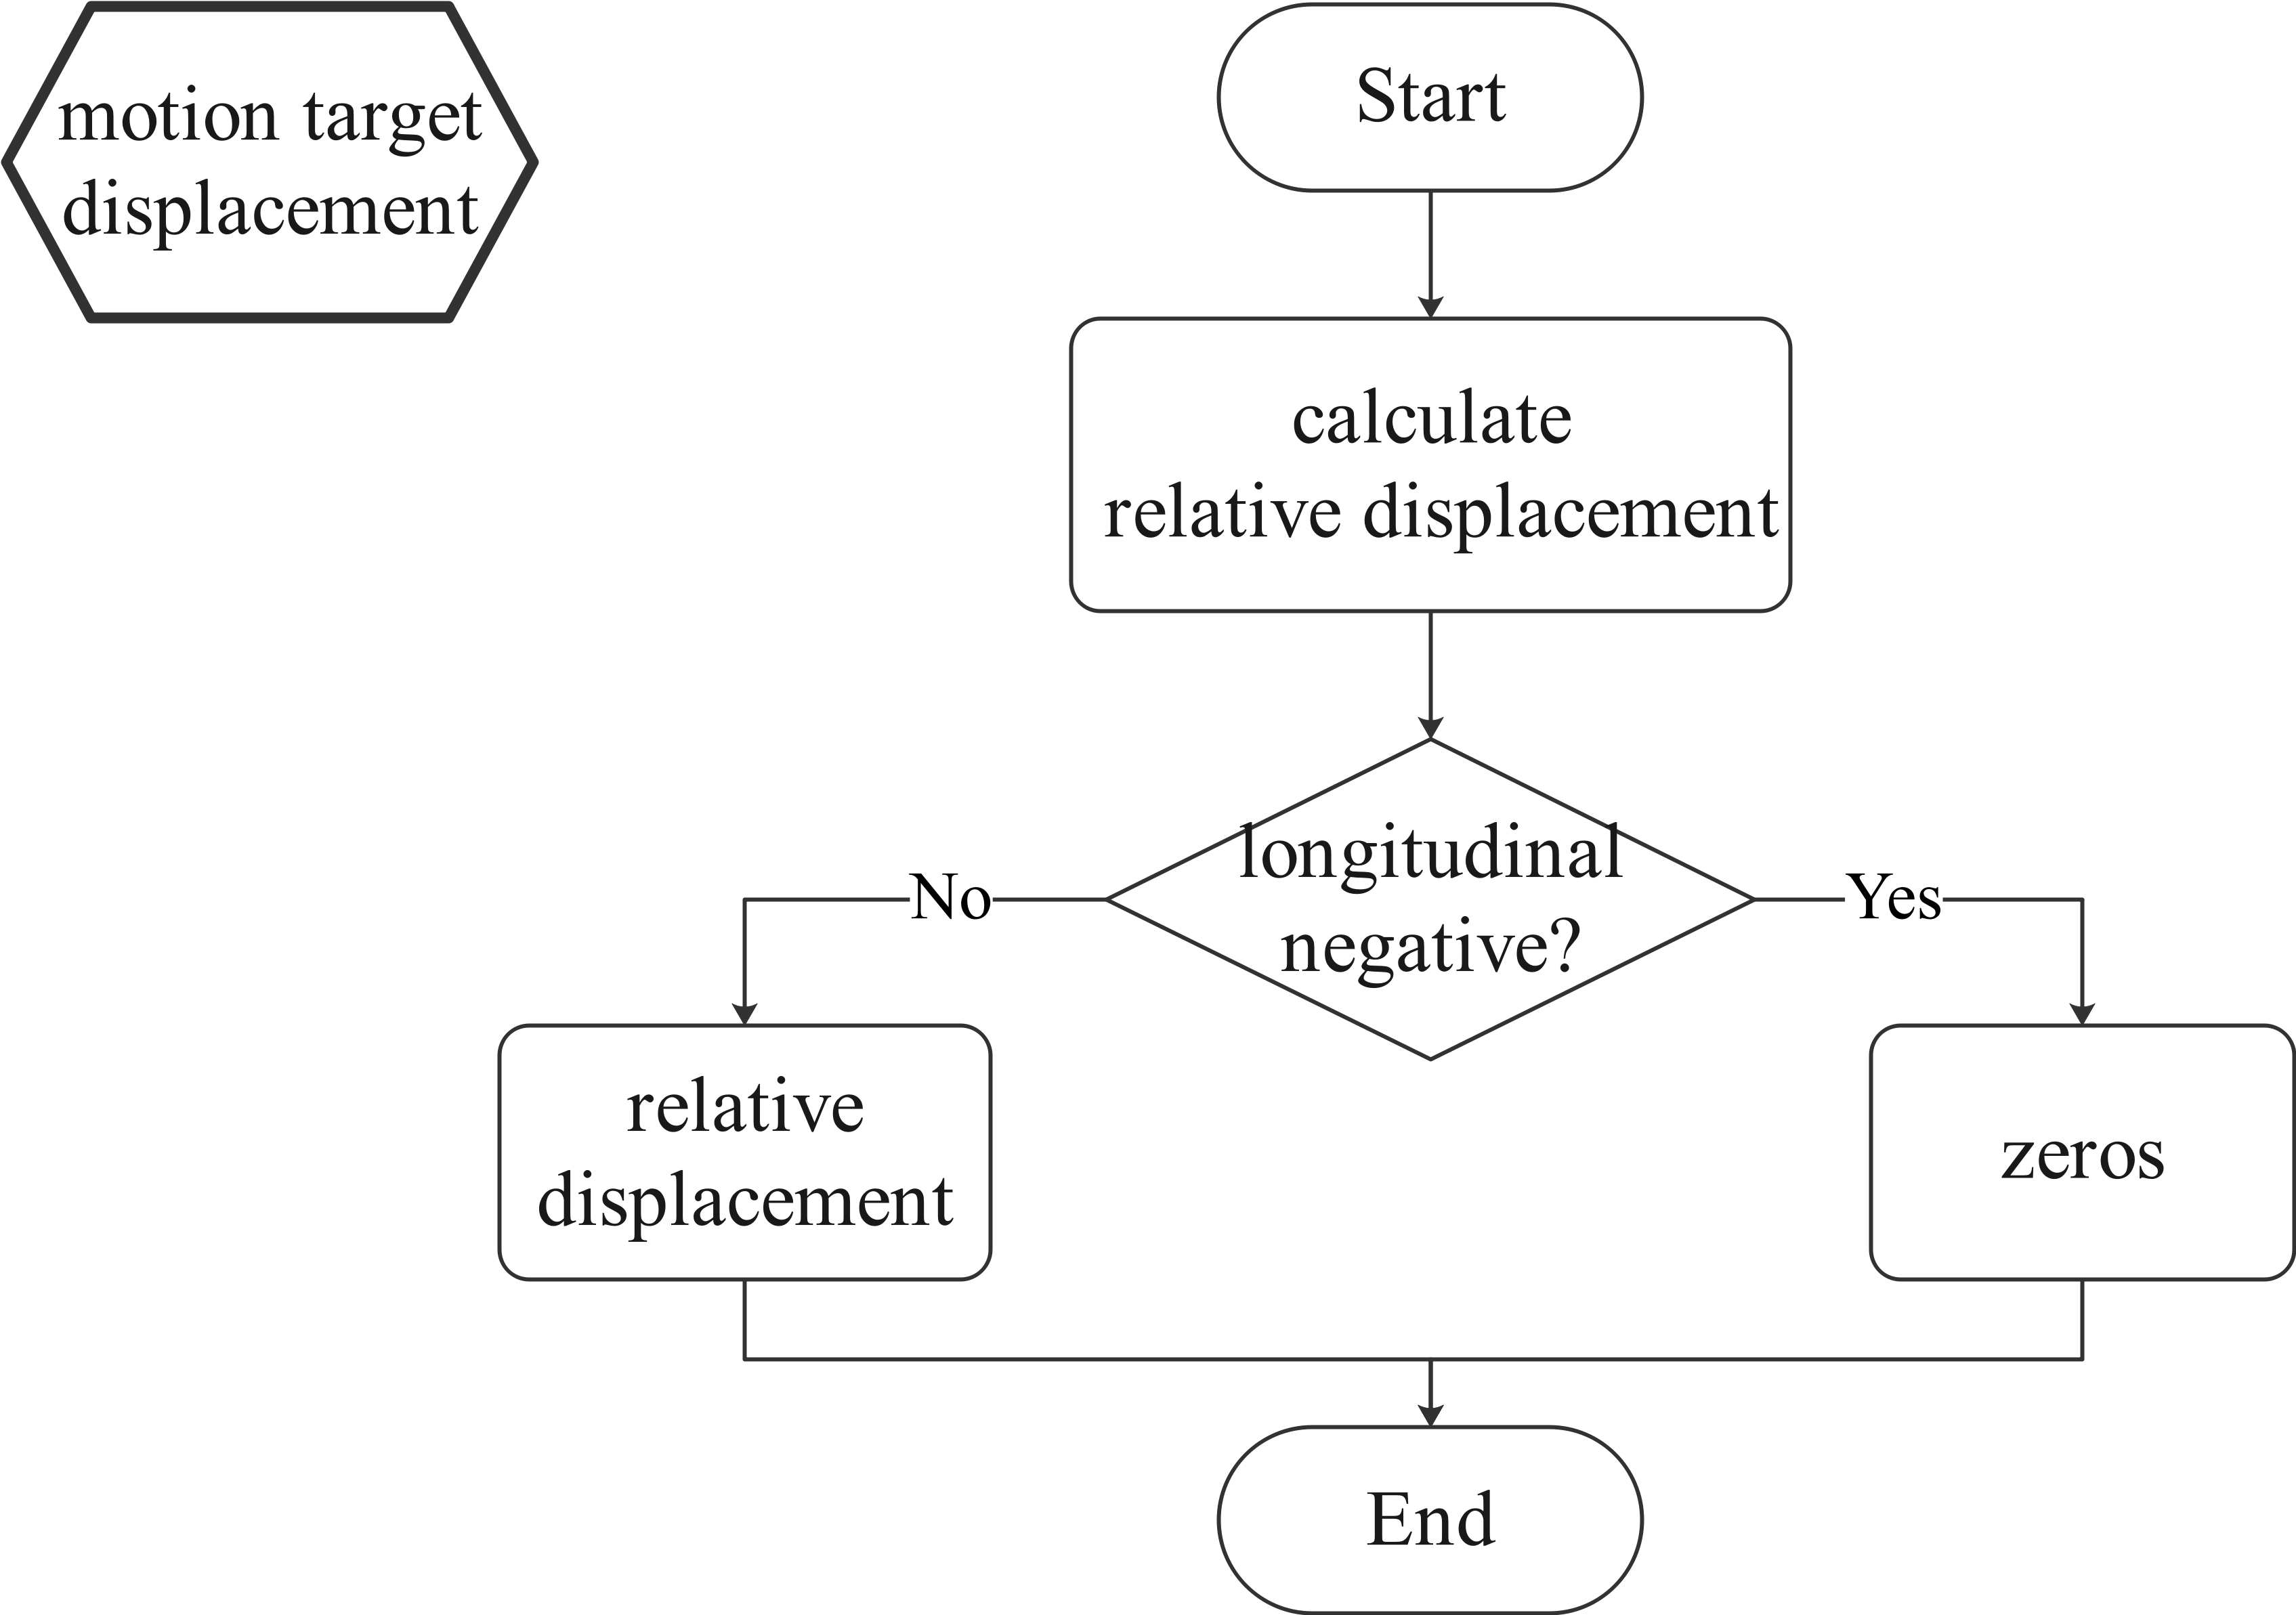 motion target
displacement
Start
calculate
relative displacement
longitudinal
negative?
No
Yes
relative
displacement
zeros
End